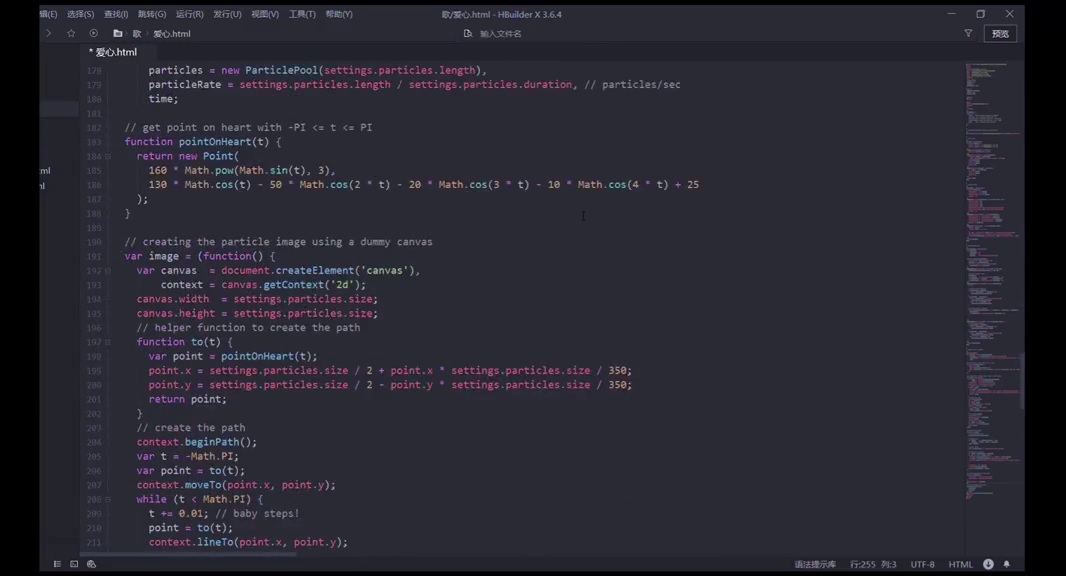 辑(E) 选择(S) 查找(I) 跳转(G) 运行(R) 发行(U) 视图(V) 工具(T) 帮助(Y) 歌/爱心.html - HBuilder X 3.6.4
歌 爱心.html 输入文件名 预览
* 爱心.html
178 particles = new ParticlePool(settings.particles.length),
179 particleRate = settings.particles.length / settings.particles.duration, // particles/sec
180 time;
181
182 // get point on heart with -PI <= t <= PI
183 function pointOnHeart(t) {
184 return new Point(
185 160 * Math.pow(Math.sin(t), 3),
186 130 * Math.cos(t) - 50 * Math.cos(2 * t) - 20 * Math.cos(3 * t) - 10 * Math.cos(4 * t) + 25
187 );
188 }
189
190 // creating the particle image using a dummy canvas
191 var image = (function() {
192 var canvas  = document.createElement('canvas'),
193 context = canvas.getContext('2d');
194 canvas.width  = settings.particles.size;
195 canvas.height = settings.particles.size;
196 // helper function to create the path
197 function to(t) {
198 var point = pointOnHeart(t);
199 point.x = settings.particles.size / 2 + point.x * settings.particles.size / 350;
200 point.y = settings.particles.size / 2 - point.y * settings.particles.size / 350;
201 return point;
202 }
203 // create the path
204 context.beginPath();
205 var t = -Math.PI;
206 var point = to(t);
207 context.moveTo(point.x, point.y);
208 while (t < Math.PI) {
209 t += 0.01; // baby steps!
210 point = to(t);
211 context.lineTo(point.x, point.y);
语法提示库 行:255 列:3 UTF-8 HTML